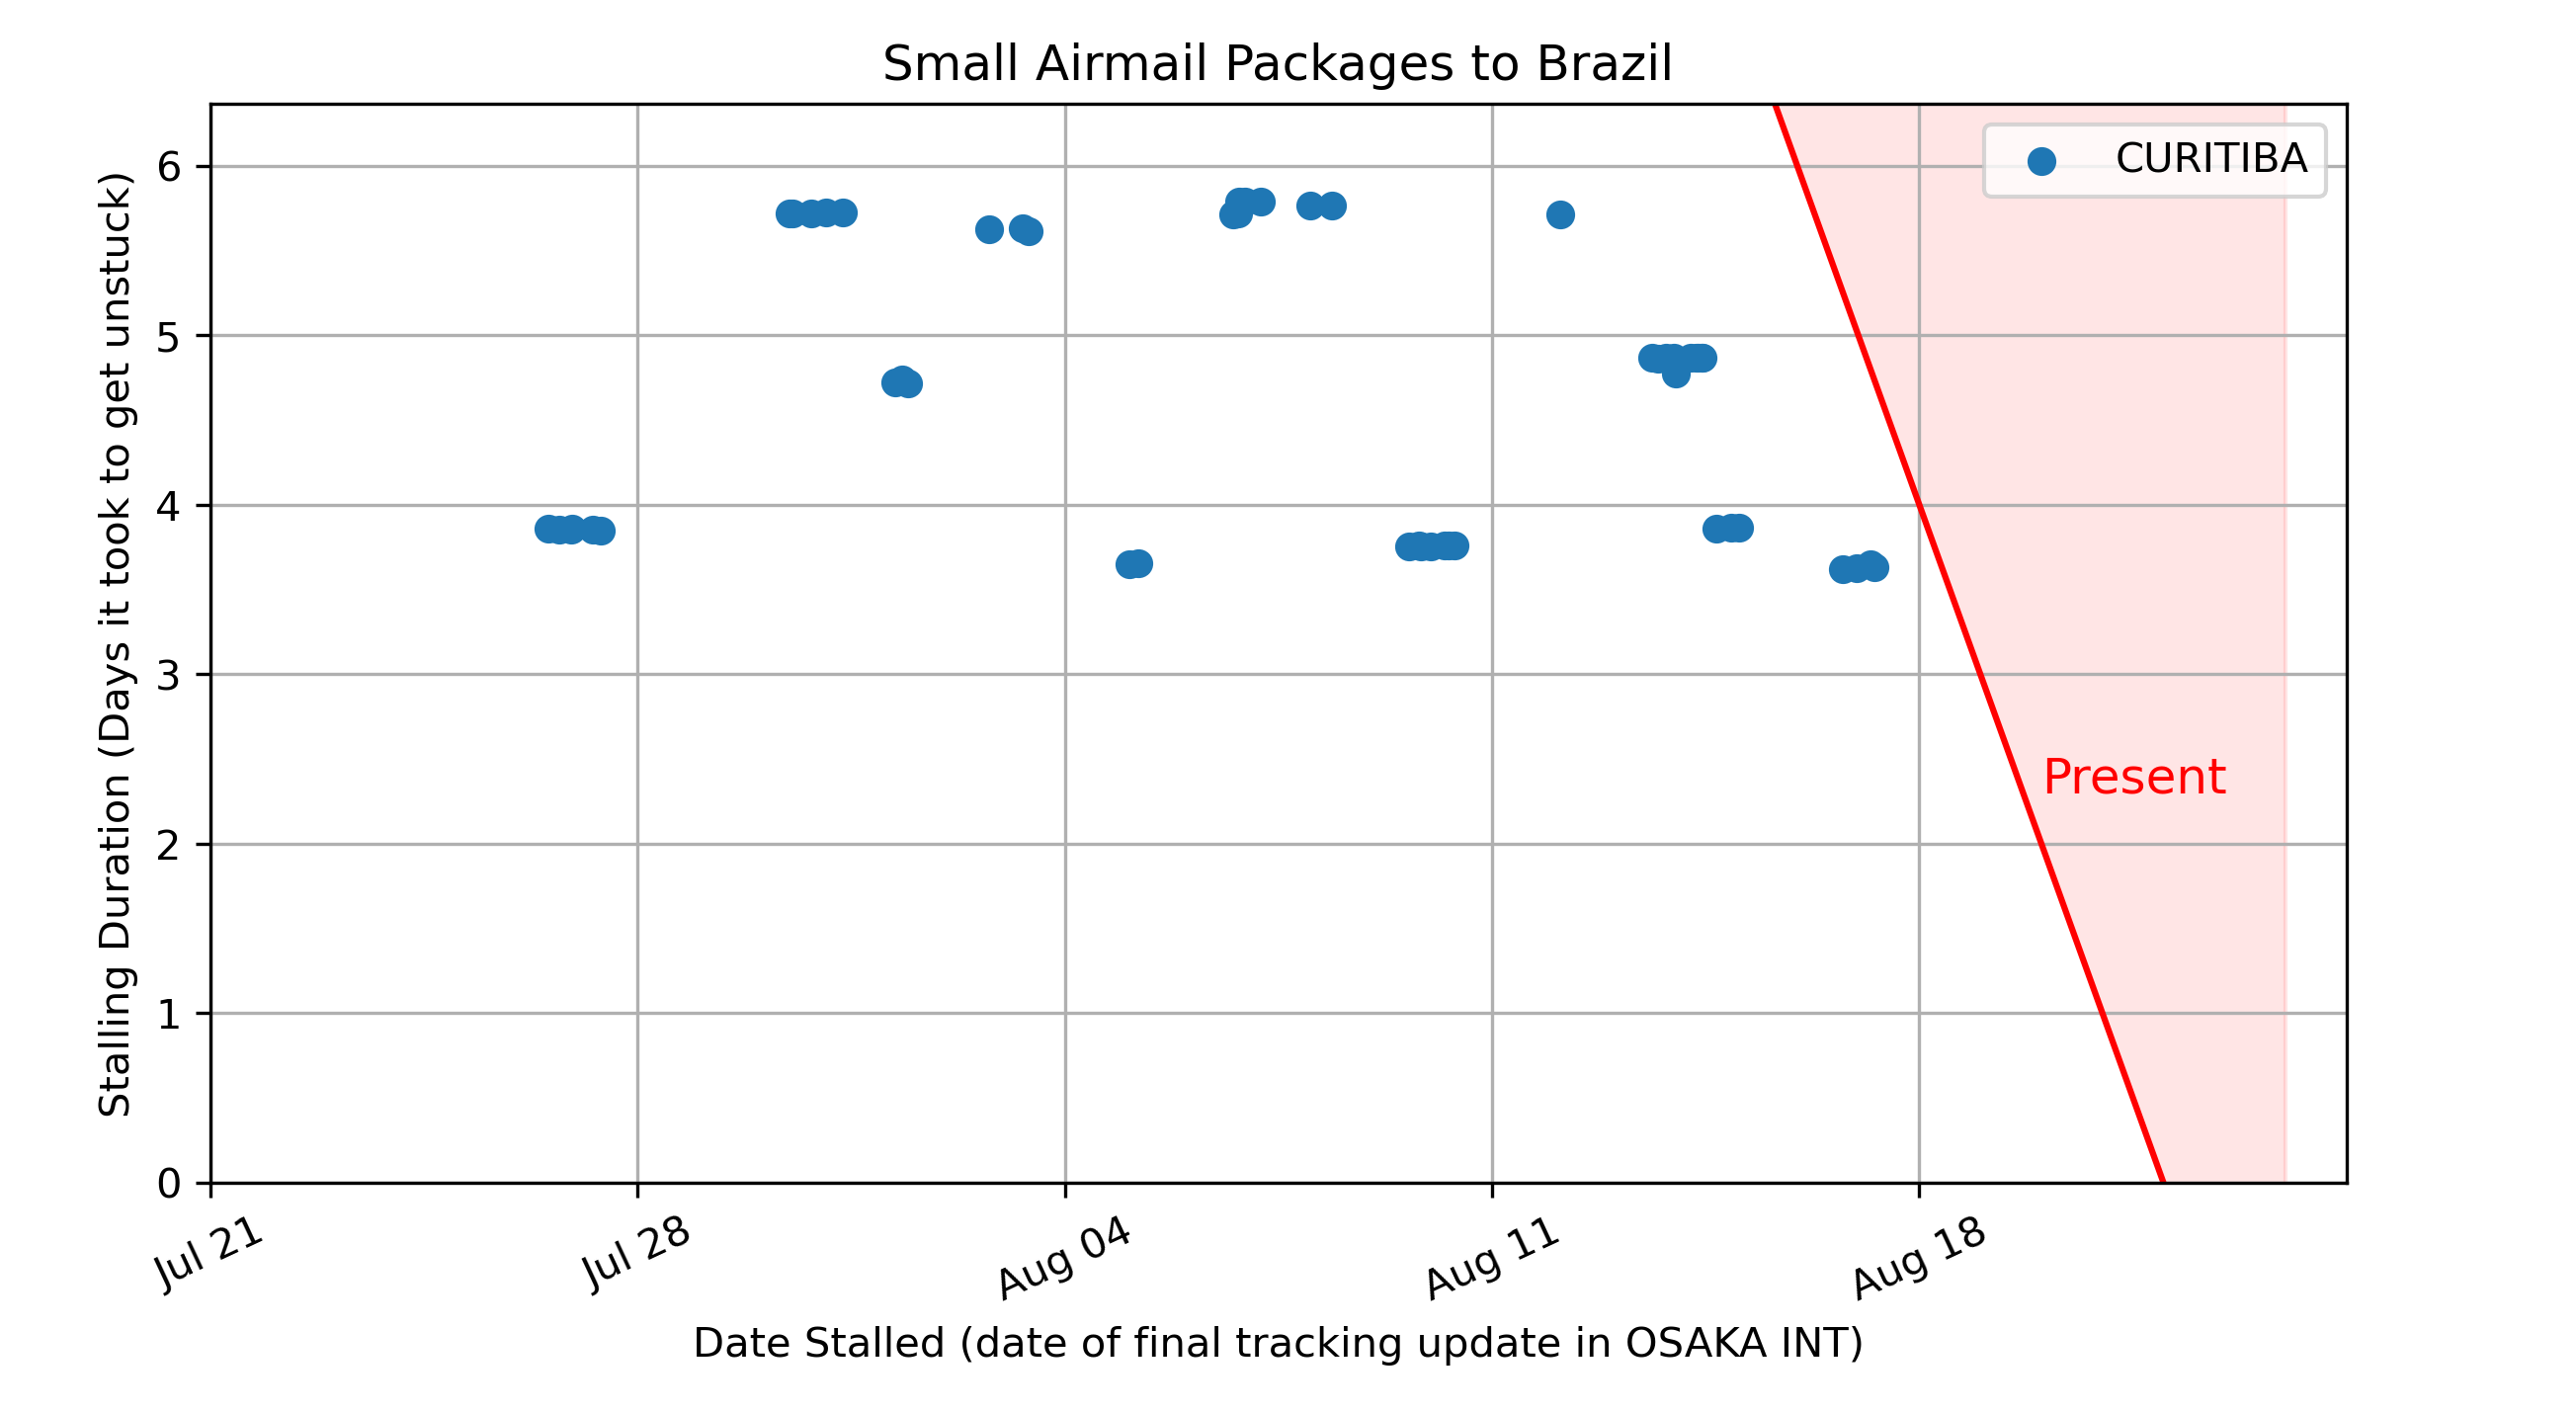 Small Airmail Packages to Brazil
CURITIBA
Stalling Duration (Days it took to get unstuck)
6
5
4
3
2
1
0
Present
Jul 21
Jul 28
Aug 04
Aug 11
Aug 18
Date Stalled (date of final tracking update in OSAKA INT)